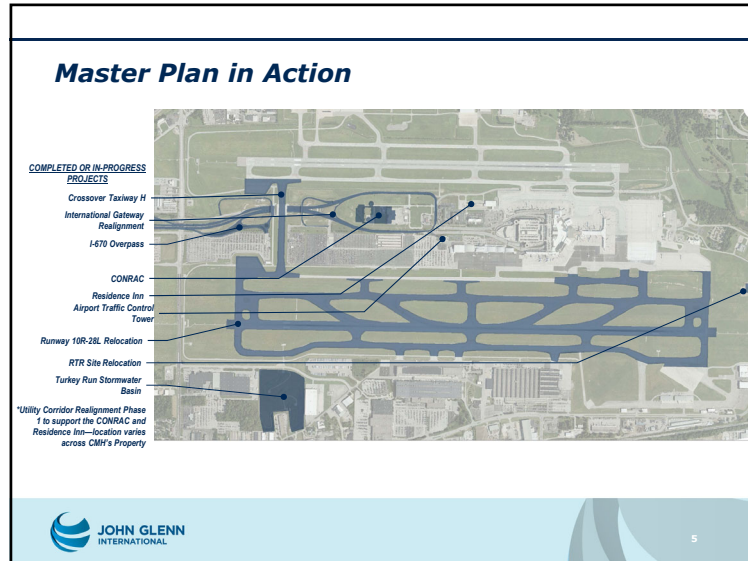 Master Plan in Action
COMPLETED OR IN-PROGRESS
PROJECTS
Crossover Taxiway H
International Gateway
Realignment
I-670 Overpass
CONRAC
Residence Inn
Airport Traffic Control
Tower
Runway 10R-28L Relocation
RTR Site Relocation
Turkey Run Stormwater
Basin
*Utility Corridor Realignment Phase
1 to support the CONRAC and
Residence Inn—location varies
across CMH's Property
JOHN GLENN
INTERNATIONAL
5